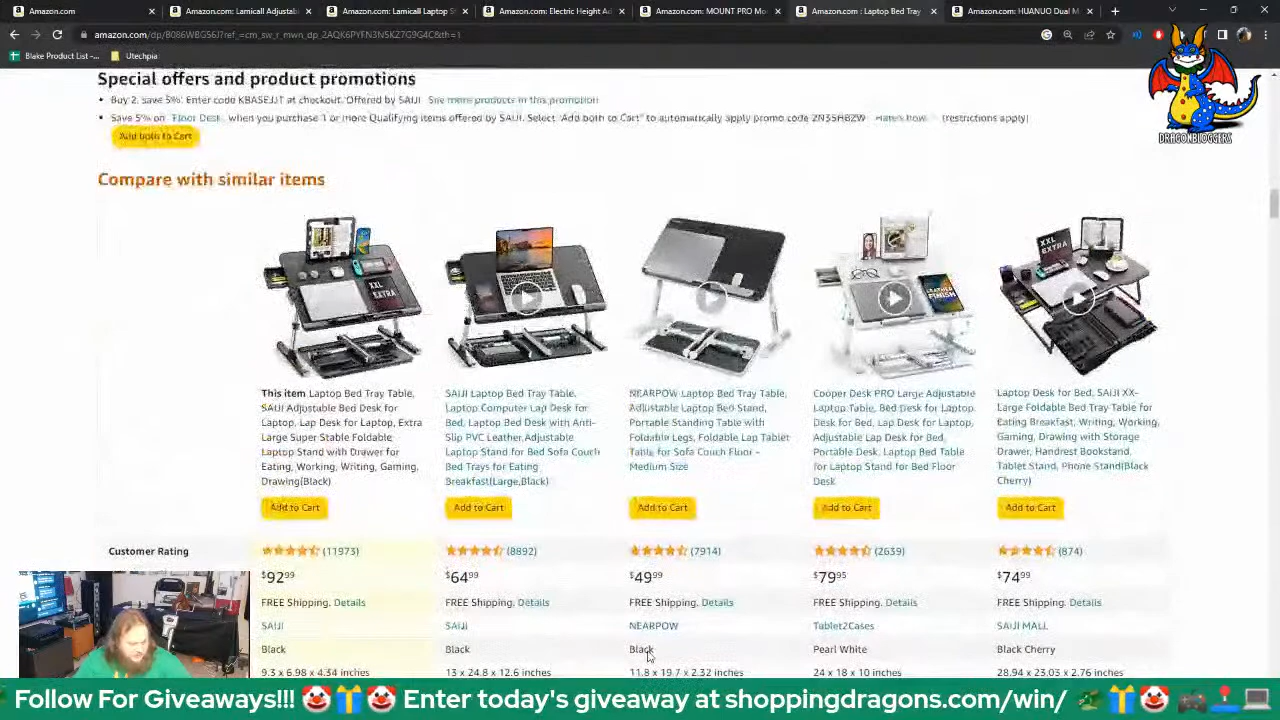 Amazon.com
Amazon.com: Lamicall Adjustab
Amazon.com: Lamicall Laptop S
Amazon.com: Electric Height Ad
Amazon.com: MOUNT PRO Mo
Amazon.com : Laptop Bed Tray
Amazon.com: HUANUO Dual M
amazon.com/dp/B086WBGS6J?ref_=cm_sw_r_mwn_dp_2AQK6PYFN3NSKZ7G9G4C&th=1
Blake Product List -...
Utechpia
DRAGONBLOGGERS
Special offers and product promotions
Buy 2, save 5%: Enter code KBASEJJT at checkout. Offered by SAIJI. See more products in this promotion
Save 5% on Floor Desk when you purchase 1 or more Qualifying items offered by SAIJI. Select "Add both to Cart" to automatically apply promo code 2N35HBZW Here's how (restrictions apply)
Add both to Cart
Compare with similar items
XXL EXTRA
LEATHER FINISH
XXL EXTRA
This item Laptop Bed Tray Table,
SAIJI Adjustable Bed Desk for
Laptop, Lap Desk for Laptop, Extra
Large Super Stable Foldable
Laptop Stand with Drawer for
Eating, Working, Writing, Gaming,
Drawing(Black)
SAIJI Laptop Bed Tray Table,
Laptop Computer Lap Desk for
Bed, Laptop Bed Desk with Anti-
Slip PVC Leather,Adjustable
Laptop Stand for Bed Sofa Couch
Bed Trays for Eating
Breakfast(Large,Black)
NEARPOW Laptop Bed Tray Table,
Adjustable Laptop Bed Stand,
Portable Standing Table with
Foldable Legs, Foldable Lap Tablet
Table for Sofa Couch Floor -
Medium Size
Cooper Desk PRO Large Adjustable
Laptop Table, Bed Desk for Laptop,
Desk for Bed, Lap Desk for Laptop,
Adjustable Lap Desk for Bed,
Portable Desk, Laptop Bed Table
for Laptop Stand for Bed Floor
Desk
Laptop Desk for Bed, SAIJI XX-
Large Foldable Bed Tray Table for
Eating Breakfast, Writing, Working,
Gaming, Drawing with Storage
Drawer, Handrest Bookstand,
Tablet Stand, Phone Stand(Black
Cherry)
Add to Cart
Add to Cart
Add to Cart
Add to Cart
Add to Cart
Customer Rating
(11973)
(8892)
(7914)
(2639)
(874)
$92.99
$64.99
$49.99
$79.95
$74.99
FREE Shipping. Details
FREE Shipping. Details
FREE Shipping. Details
FREE Shipping. Details
FREE Shipping. Details
SAIJI
SAIJI
NEARPOW
Tablet2Cases
SAIJI MALL
Black
Black
Black
Pearl White
Black Cherry
9.3 x 6.98 x 4.34 inches
13 x 24.8 x 12.6 inches
11.8 x 19.7 x 2.32 inches
24 x 18 x 10 inches
28.94 x 23.03 x 2.76 inches
Follow For Giveaways!!! 🤡🎁🤡 Enter today's giveaway at shoppingdragons.com/win/ 🐉 🎁🤡 🎮🕹️💻